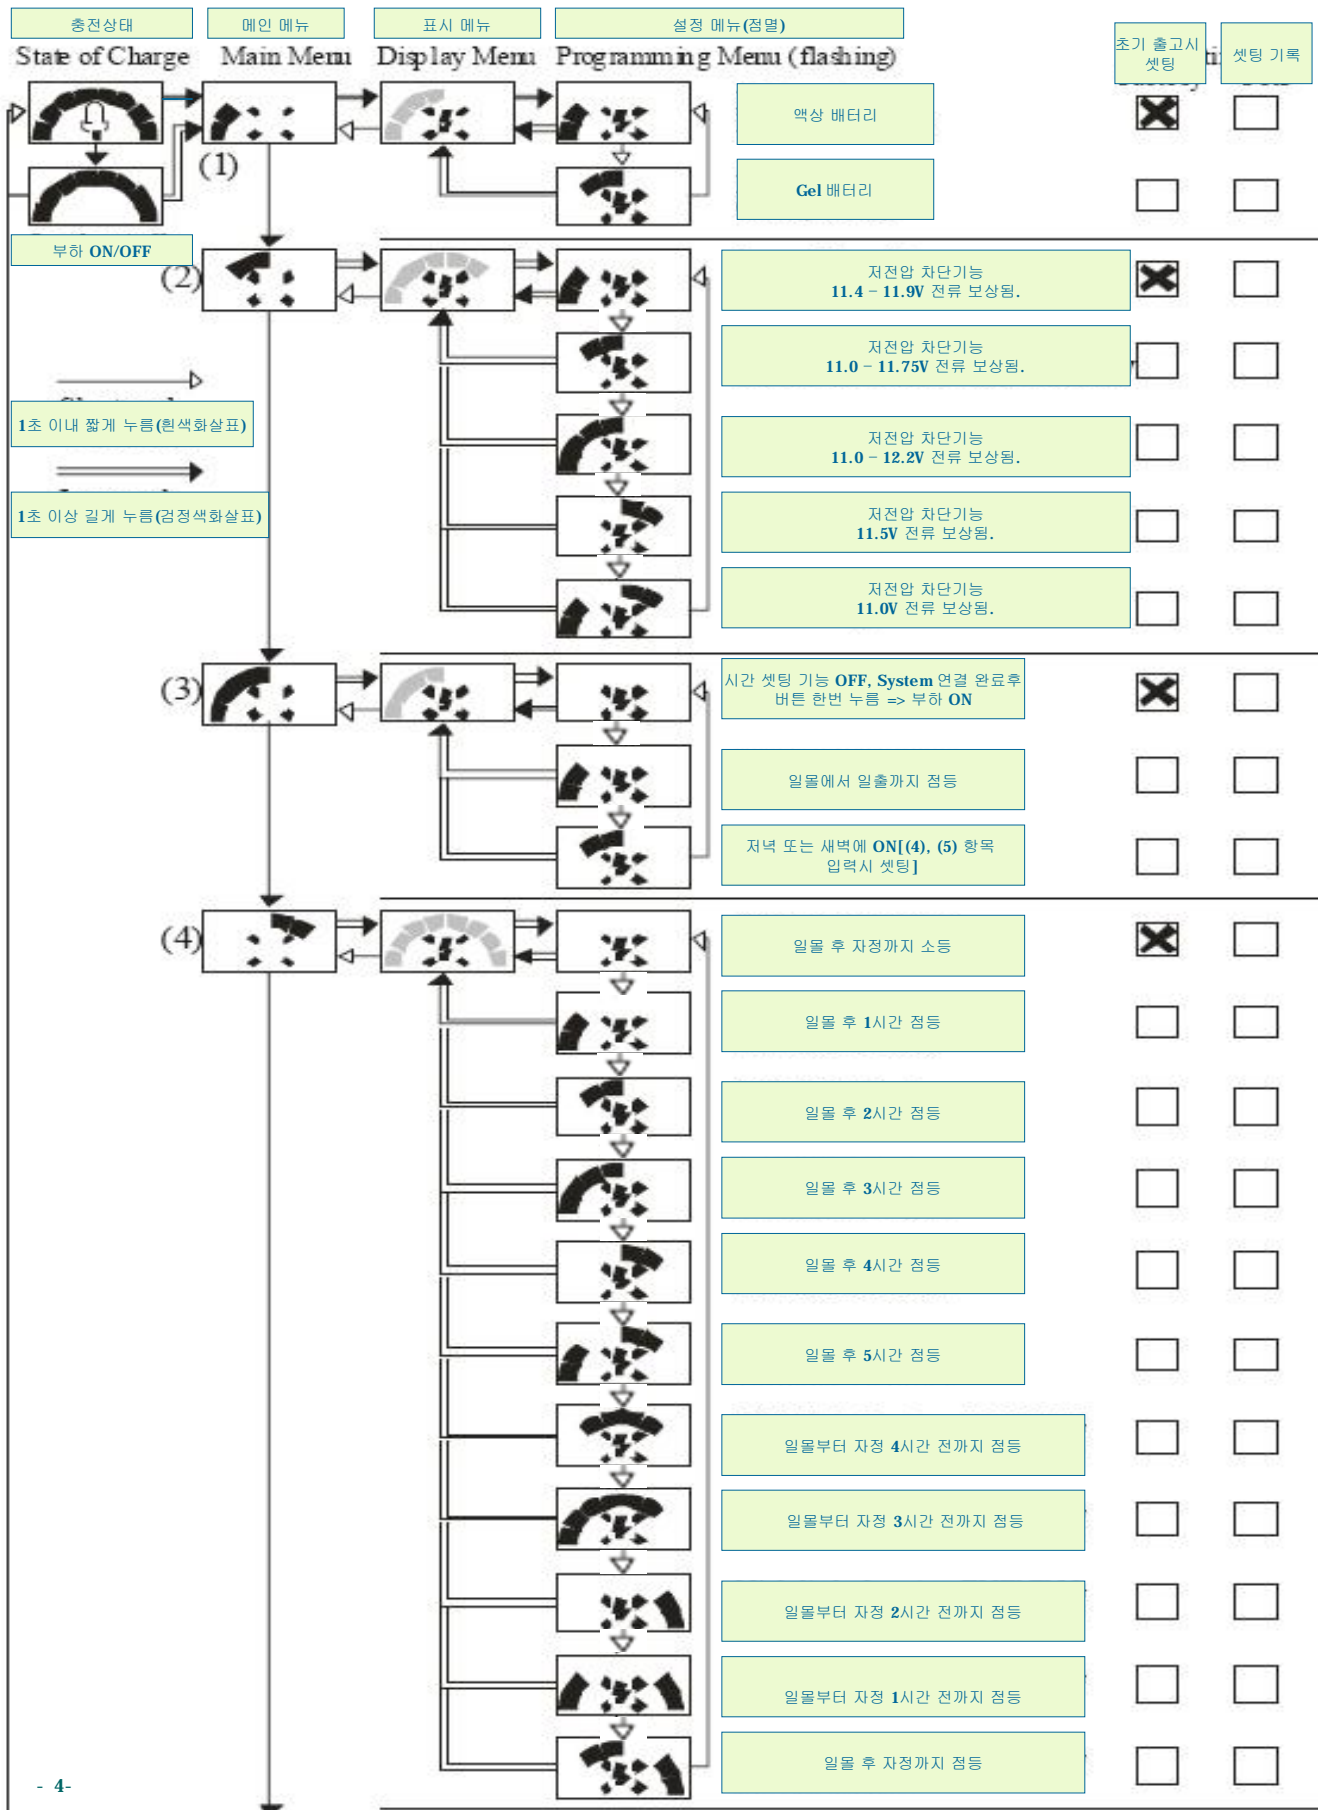 충전상태
메인 메뉴
표시 메뉴
설정 메뉴(점멸)
초기 출고시
셋팅
셋팅 기록
State of Charge
Main Menu
Display Menu
Programming Menu (flashing)
액상 배터리
(1)
Gel 배터리
부하 ON/OFF
(2)
저전압 차단기능
11.4 – 11.9V 전류 보상됨.
저전압 차단기능
11.0 – 11.75V 전류 보상됨.
1초 이내 짧게 누름(흰색화살표)
저전압 차단기능
11.0 – 12.2V 전류 보상됨.
1초 이상 길게 누름(검정색화살표)
저전압 차단기능
11.5V 전류 보상됨.
저전압 차단기능
11.0V 전류 보상됨.
(3)
시간 셋팅 기능 OFF, System 연결 완료후
버튼 한번 누름 => 부하 ON
일몰에서 일출까지 점등
저녁 또는 새벽에 ON[(4), (5) 항목
입력시 셋팅]
(4)
일몰 후 자정까지 소등
일몰 후 1시간 점등
일몰 후 2시간 점등
일몰 후 3시간 점등
일몰 후 4시간 점등
일몰 후 5시간 점등
일몰부터 자정 4시간 전까지 점등
일몰부터 자정 3시간 전까지 점등
일몰부터 자정 2시간 전까지 점등
일몰부터 자정 1시간 전까지 점등
일몰 후 자정까지 점등
- 4-